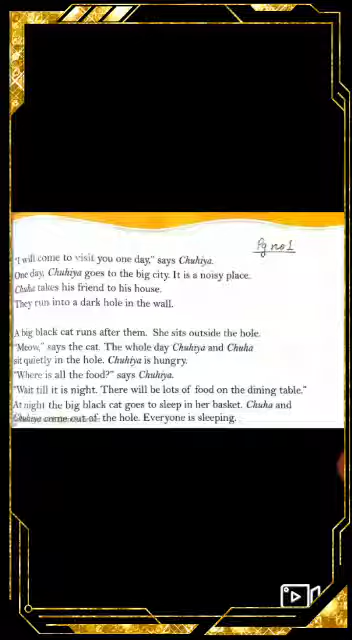 Pg no 1
"I will come to visit you one day," says Chuhiya.
One day, Chuhiya goes to the big city. It is a noisy place.
Chuha takes his friend to his house.
They run into a dark hole in the wall.
A big black cat runs after them. She sits outside the hole.
"Meow," says the cat. The whole day Chuhiya and Chuha
sit quietly in the hole. Chuhiya is hungry.
"Where is all the food?" says Chuhiya.
"Wait till it is night. There will be lots of food on the dining table."
At night the big black cat goes to sleep in her basket. Chuha and
Chuhiya come out of the hole. Everyone is sleeping.